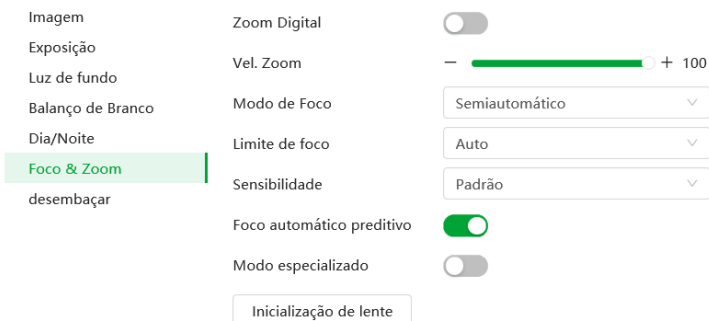 Imagem
Exposição
Luz de fundo
Balanço de Branco
Dia/Noite
Foco & Zoom
desembaçar
Zoom Digital
Vel. Zoom − + 100
Modo de Foco Semiautomático
Limite de foco Auto
Sensibilidade Padrão
Foco automático preditivo
Modo especializado
Inicialização de lente